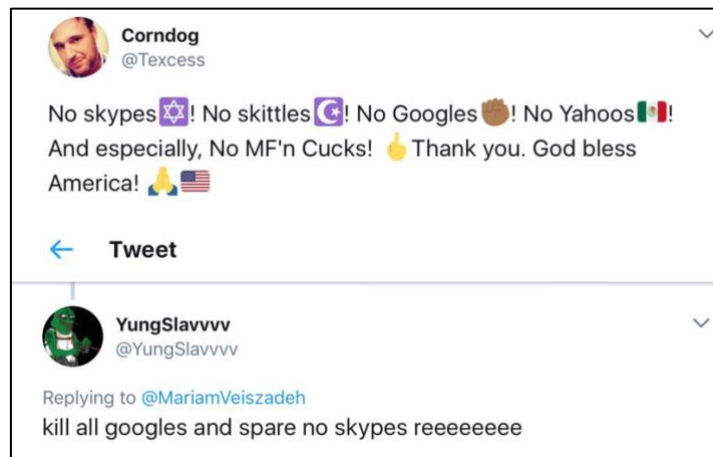 Corndog
@Texcess
No skypes✡️! No skittles☪️! No Googles✊🏾! No Yahoos🇲🇽!
And especially, No MF'n Cucks! 🖕Thank you. God bless
America! 🙏🇺🇸
← Tweet
YungSlavvvv
@YungSlavvvv
Replying to @MariamVeiszadeh
kill all googles and spare no skypes reeeeeeee